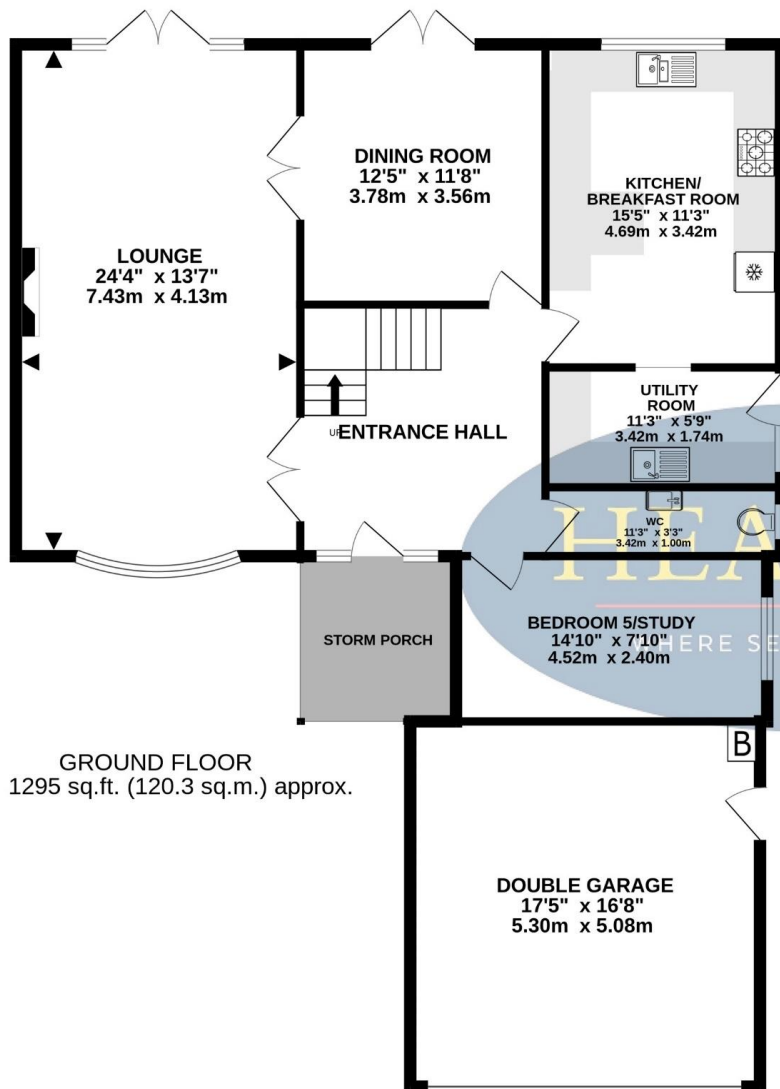 DINING ROOM
12'5" x 11'8"
3.78m x 3.56m
KITCHEN/
BREAKFAST ROOM
15'5" x 11'3"
4.69m x 3.42m
LOUNGE
24'4" x 13'7"
7.43m x 4.13m
UTILITY
ROOM
11'3" x 5'9"
3.42m x 1.74m
UP
ENTRANCE HALL
WC
11'3" x 3'3"
3.42m x 1.00m
HEA
BEDROOM 5/STUDY
14'10" x 7'10"
4.52m x 2.40m
WHERE SE
STORM PORCH
GROUND FLOOR
1295 sq.ft. (120.3 sq.m.) approx.
B
DOUBLE GARAGE
17'5" x 16'8"
5.30m x 5.08m